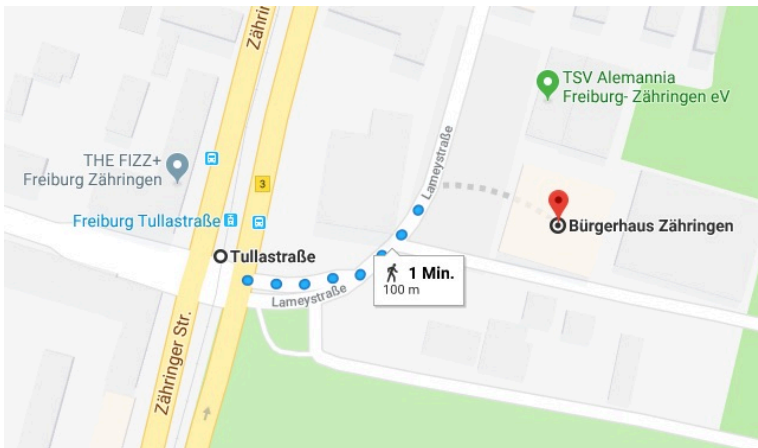 Zährin
TSV Alemannia
Freiburg- Zähringen eV
Lameystraße
THE FIZZ+
Freiburg Zähringen
3
Freiburg Tullastraße
Bürgerhaus Zähringen
Tullastraße
1 Min.
100 m
Lameystraße
Zähringer Str.